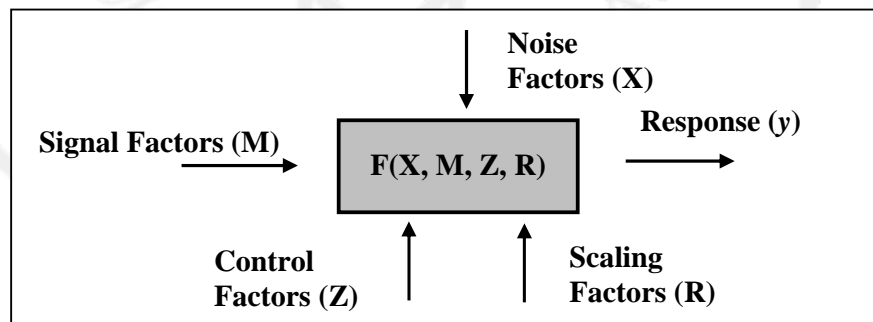 Noise
Factors (X)
Signal Factors (M)
F(X, M, Z, R)
Response (y)
Control
Factors (Z)
Scaling
Factors (R)